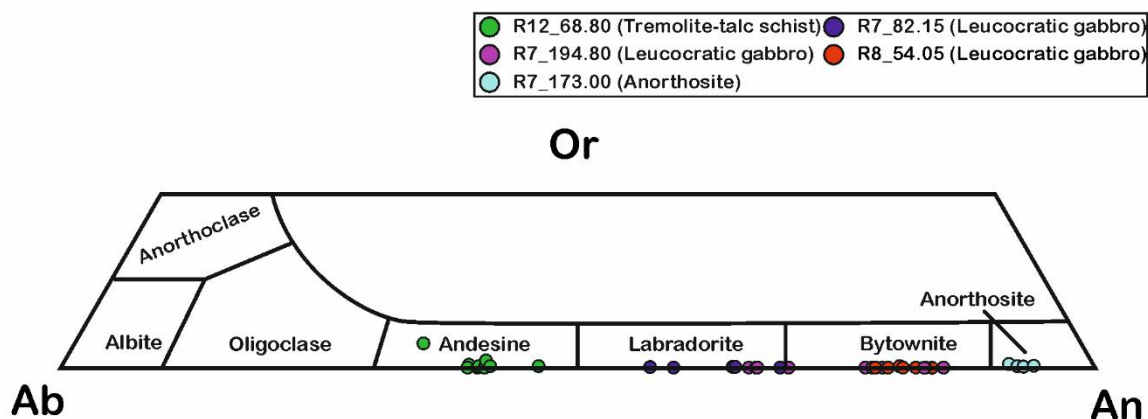 R12_68.80 (Tremolite-talc schist) R7_82.15 (Leucocratic gabbro)
R7_194.80 (Leucocratic gabbro) R8_54.05 (Leucocratic gabbro)
R7_173.00 (Anorthosite)
Or
Anorthoclase
Anorthosite
Albite Oligoclase Andesine Labradorite Bytownite
Ab An